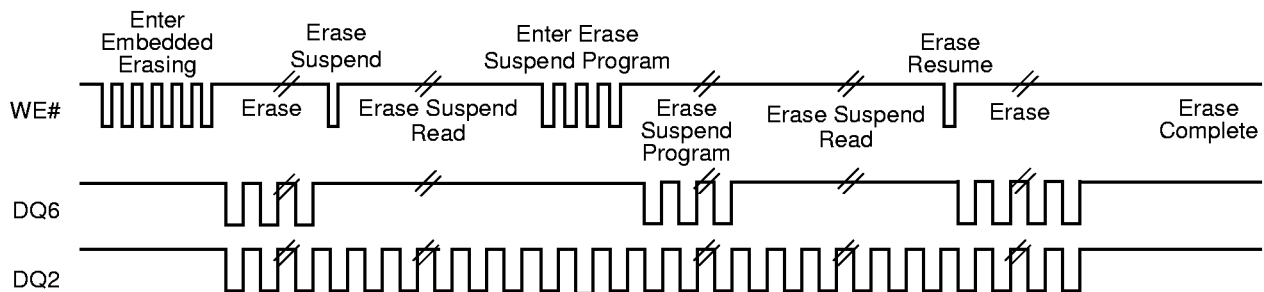 Enter
Embedded
Erasing
Erase
Suspend
Enter Erase
Suspend Program
Erase
Resume
WE#
Erase
Erase Suspend
Read
Erase
Suspend
Program
Erase Suspend
Read
Erase
Erase
Complete
DQ6
DQ2